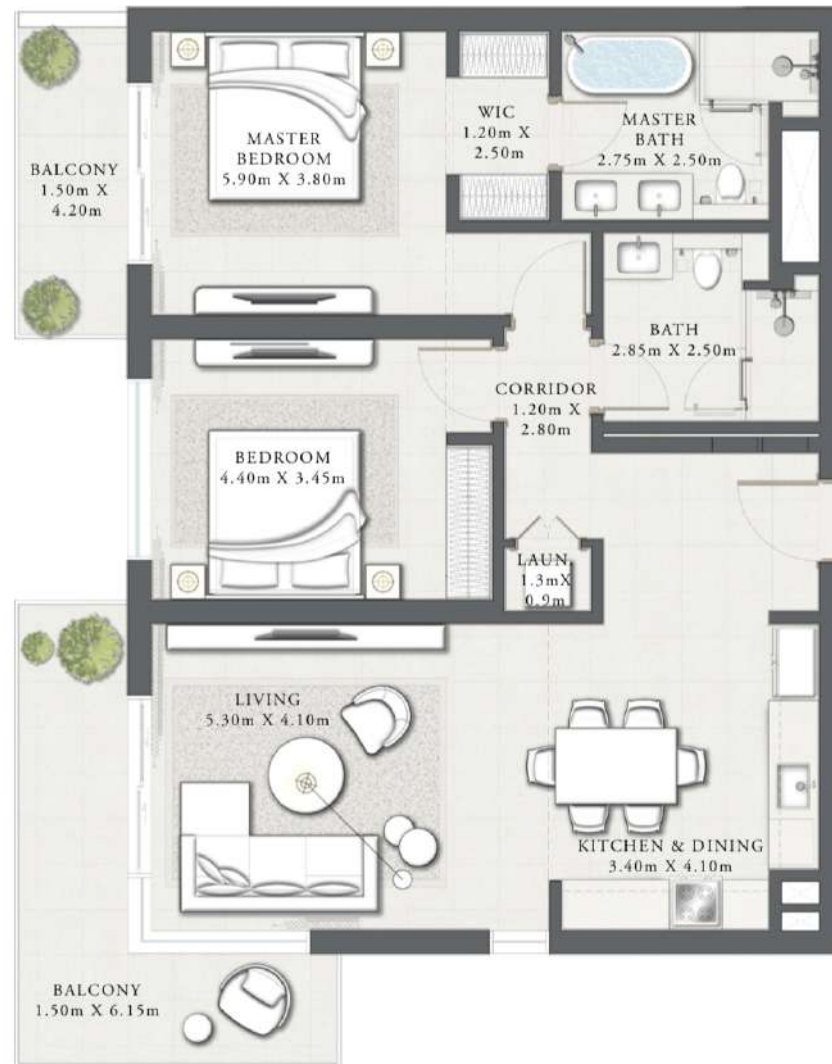 BALCONY
1.50m X
4.20m
MASTER
BEDROOM
5.90m X 3.80m
WIC
1.20m X
2.50m
MASTER
BATH
2.75m X 2.50m
BATH
2.85m X 2.50m
CORRIDOR
1.20m X
2.80m
BEDROOM
4.40m X 3.45m
LAUN.
1.3mX
0.9m
LIVING
5.30m X 4.10m
KITCHEN & DINING
3.40m X 4.10m
BALCONY
1.50m X 6.15m